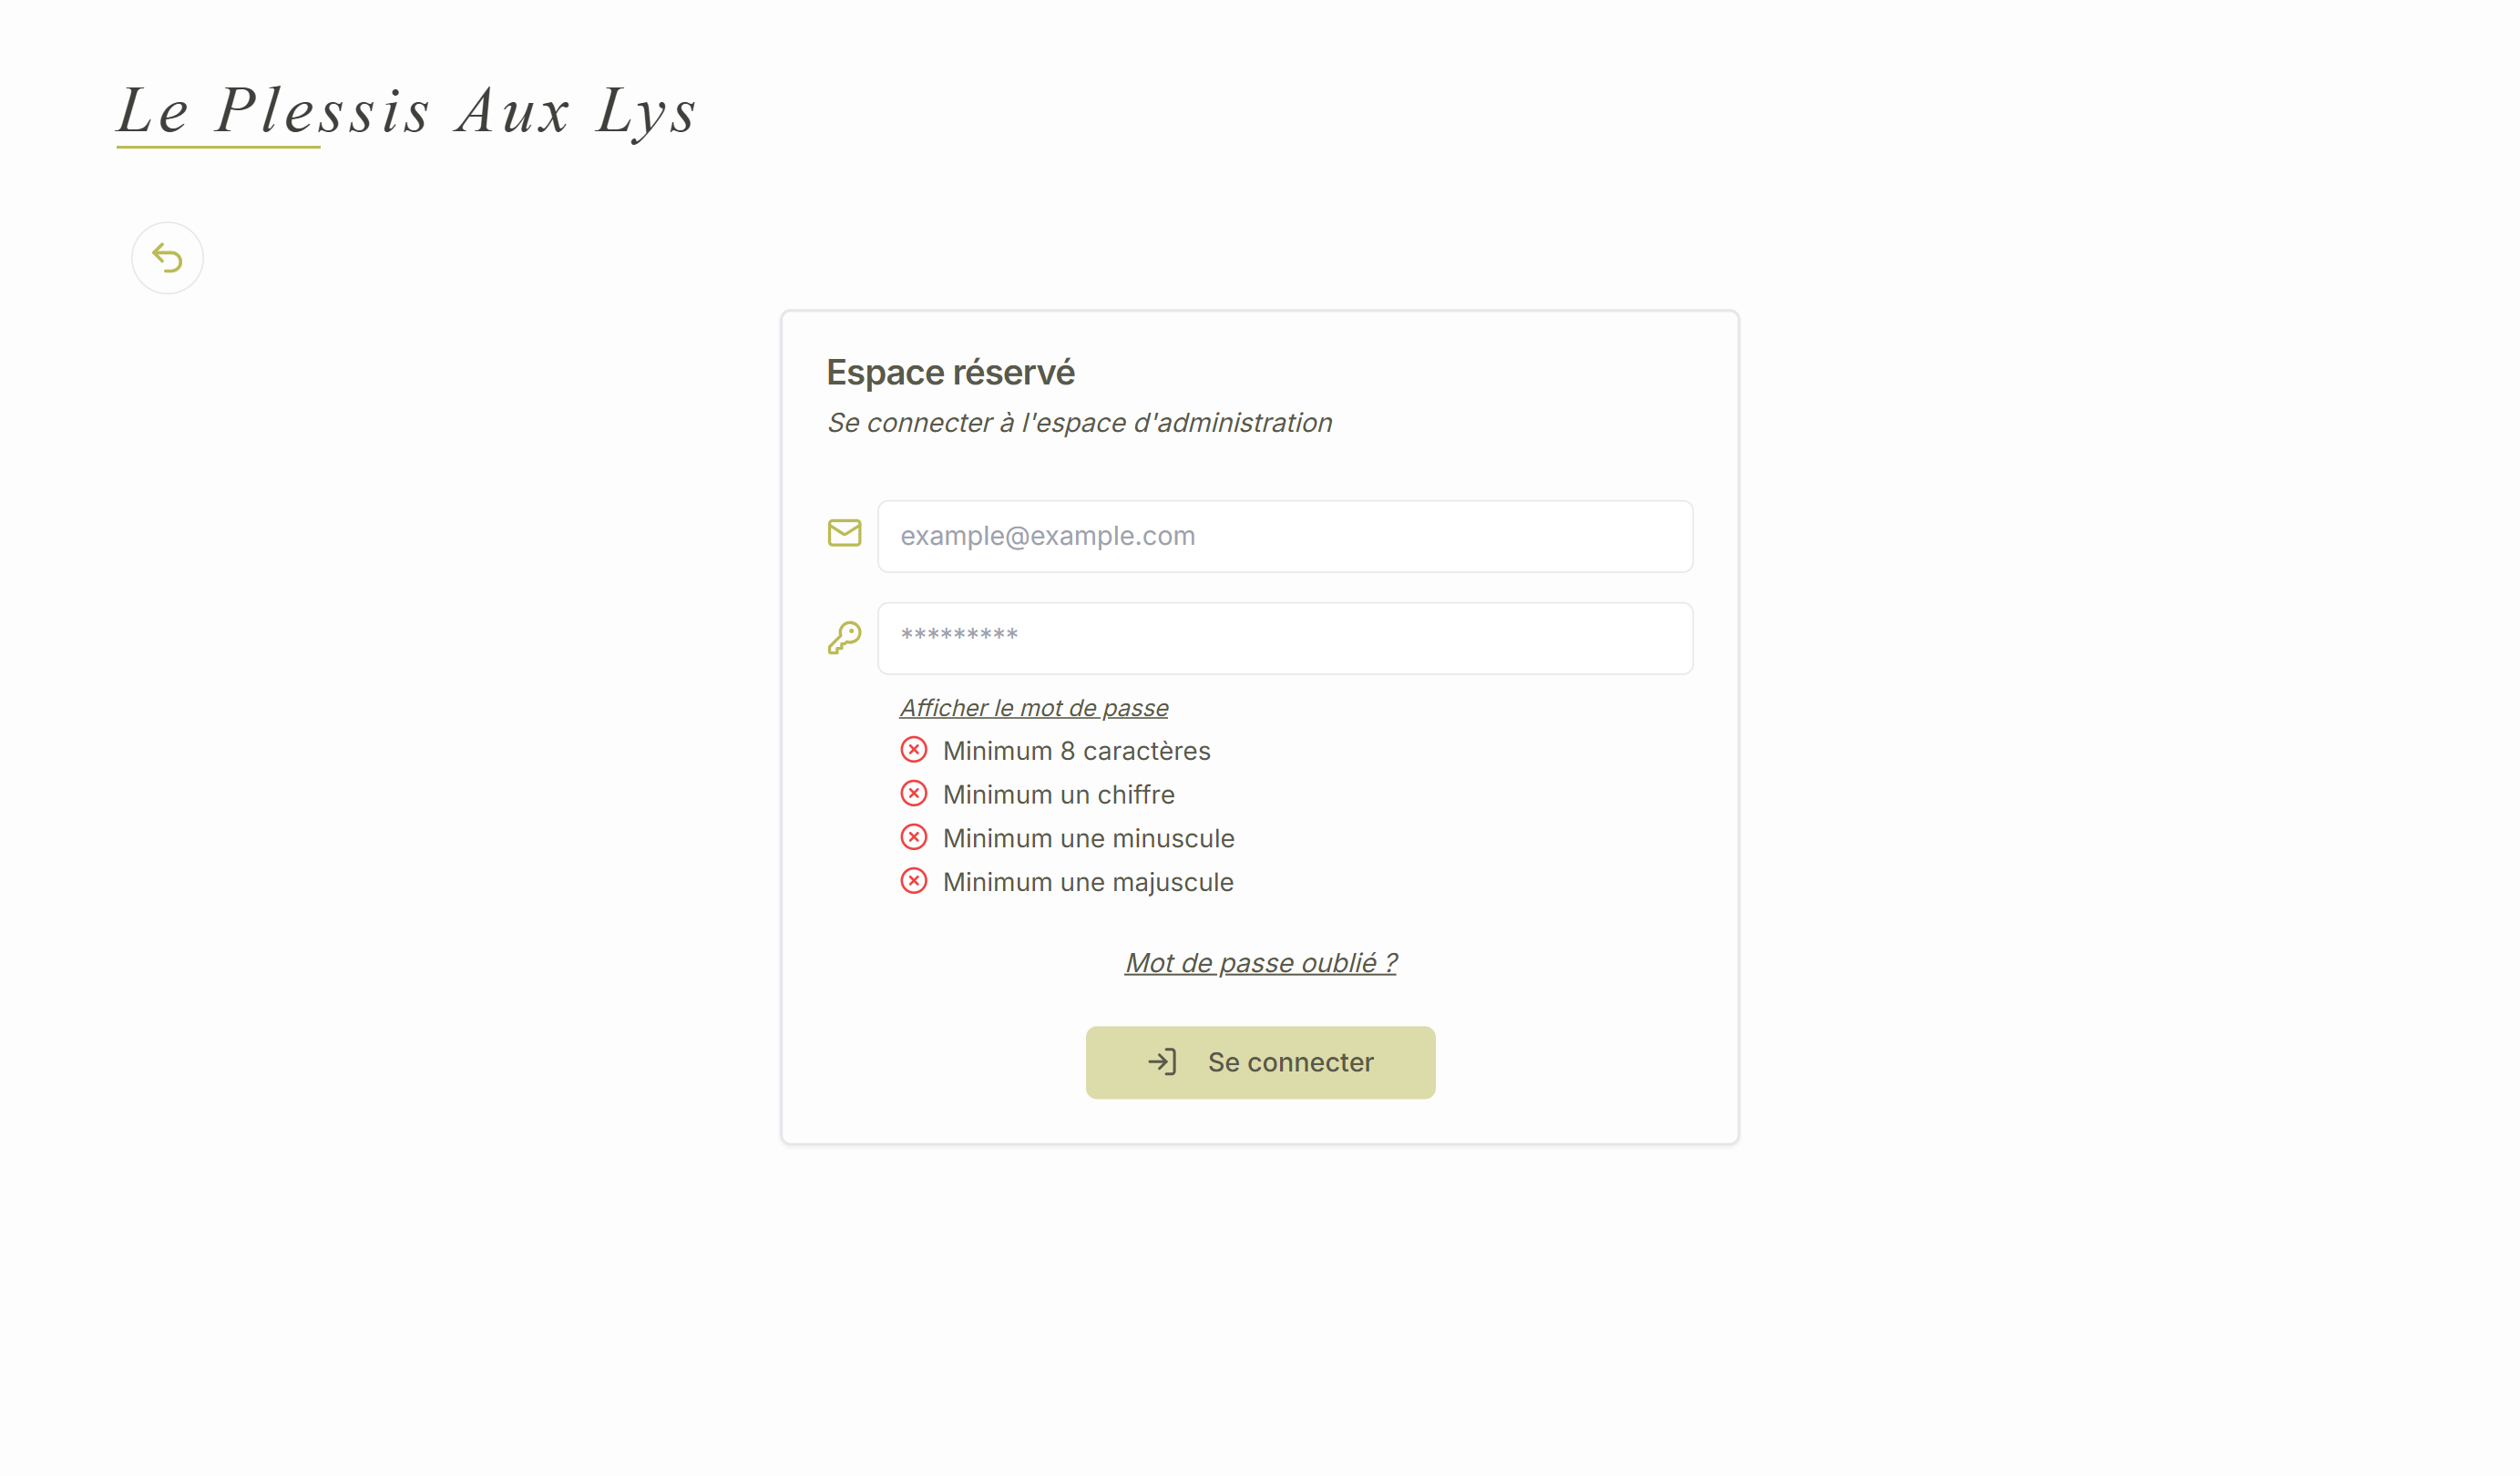 Le Plessis Aux Lys
Espace réservé
Se connecter à l'espace d'administration
example@example.com
*********
Afficher le mot de passe
Minimum 8 caractères
Minimum un chiffre
Minimum une minuscule
Minimum une majuscule
Mot de passe oublié ?
Se connecter